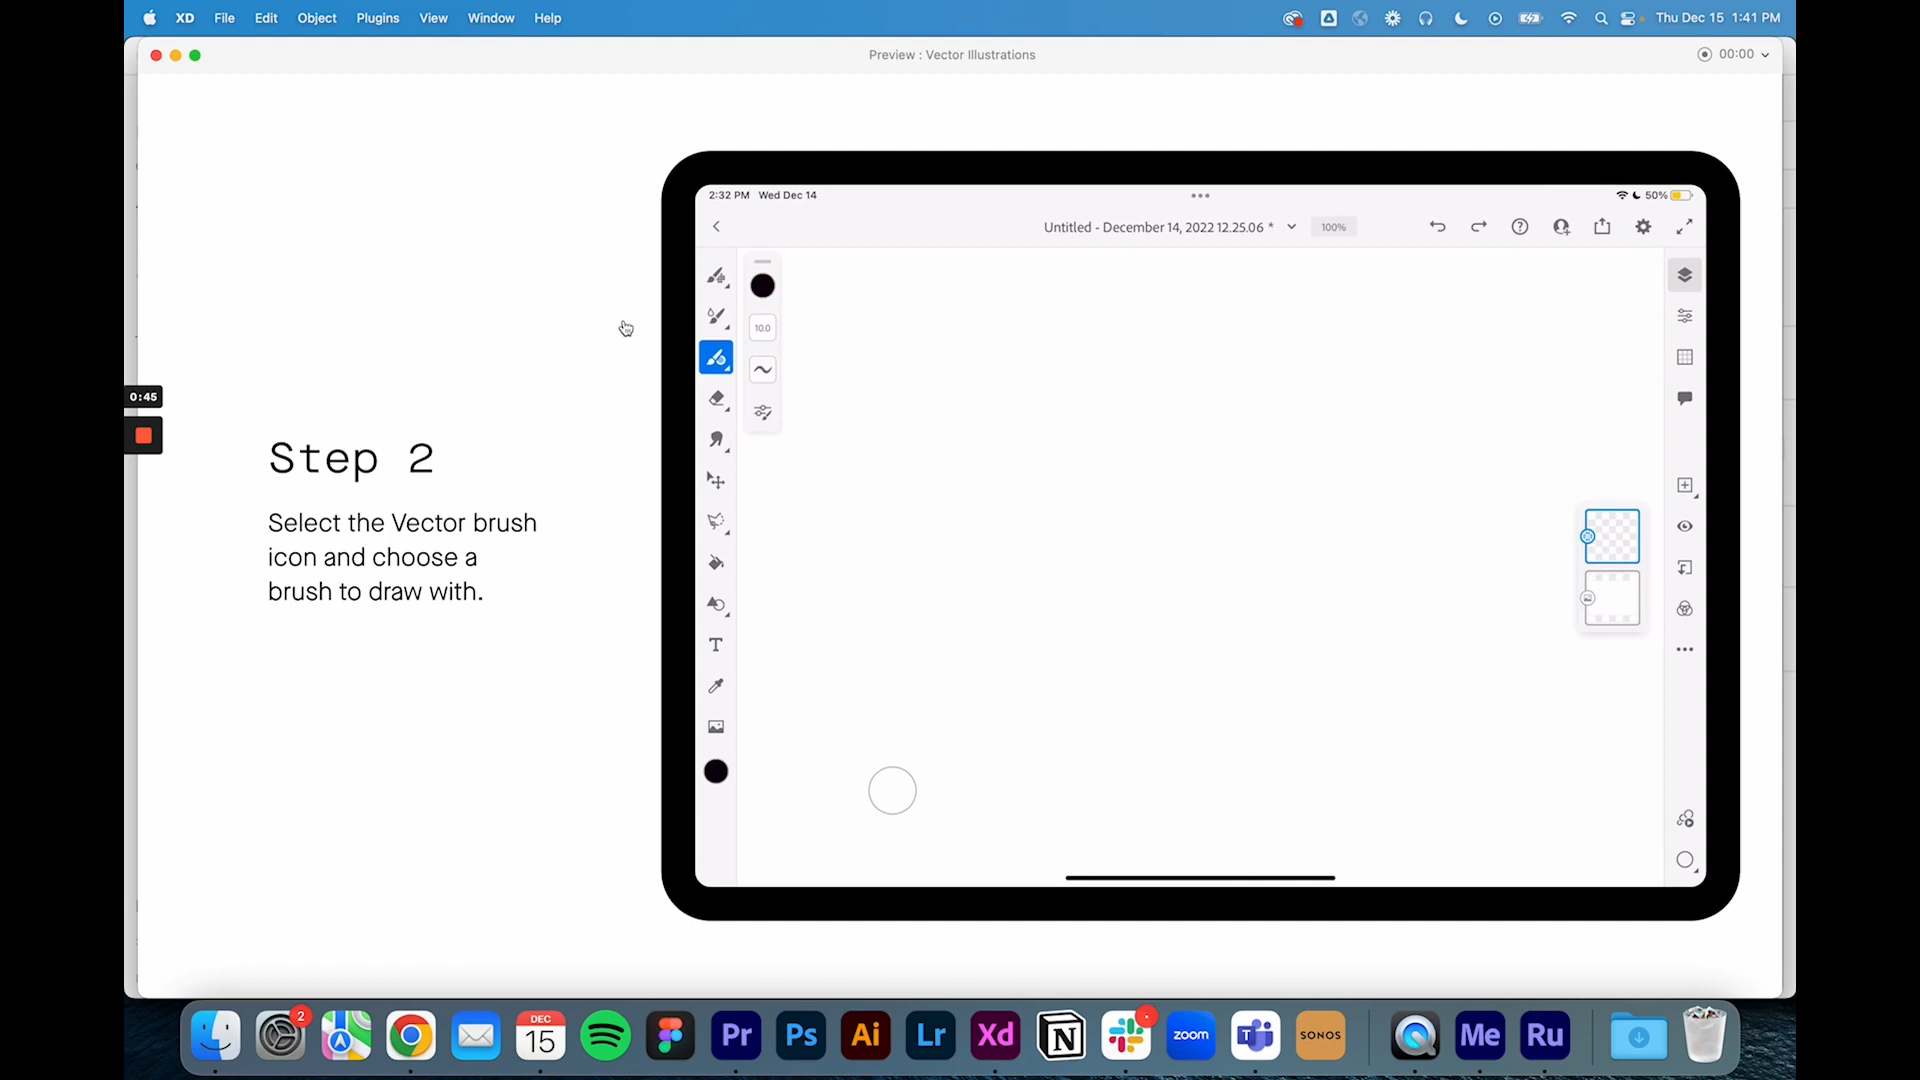 XD File Edit Object Plugins View Window Help
Thu Dec 15 1:41 PM
Preview : Vector Illustrations
00:00
2:32 PM Wed Dec 14
50%
Untitled - December 14, 2022 12.25.06 *
100%
10.0
0:45
Step 2
Select the Vector brush
icon and choose a
brush to draw with.
T
2
DEC
15
Pr
Ps
Ai
Lr
Xd
N
zoom
T
SONOS
Me
Ru